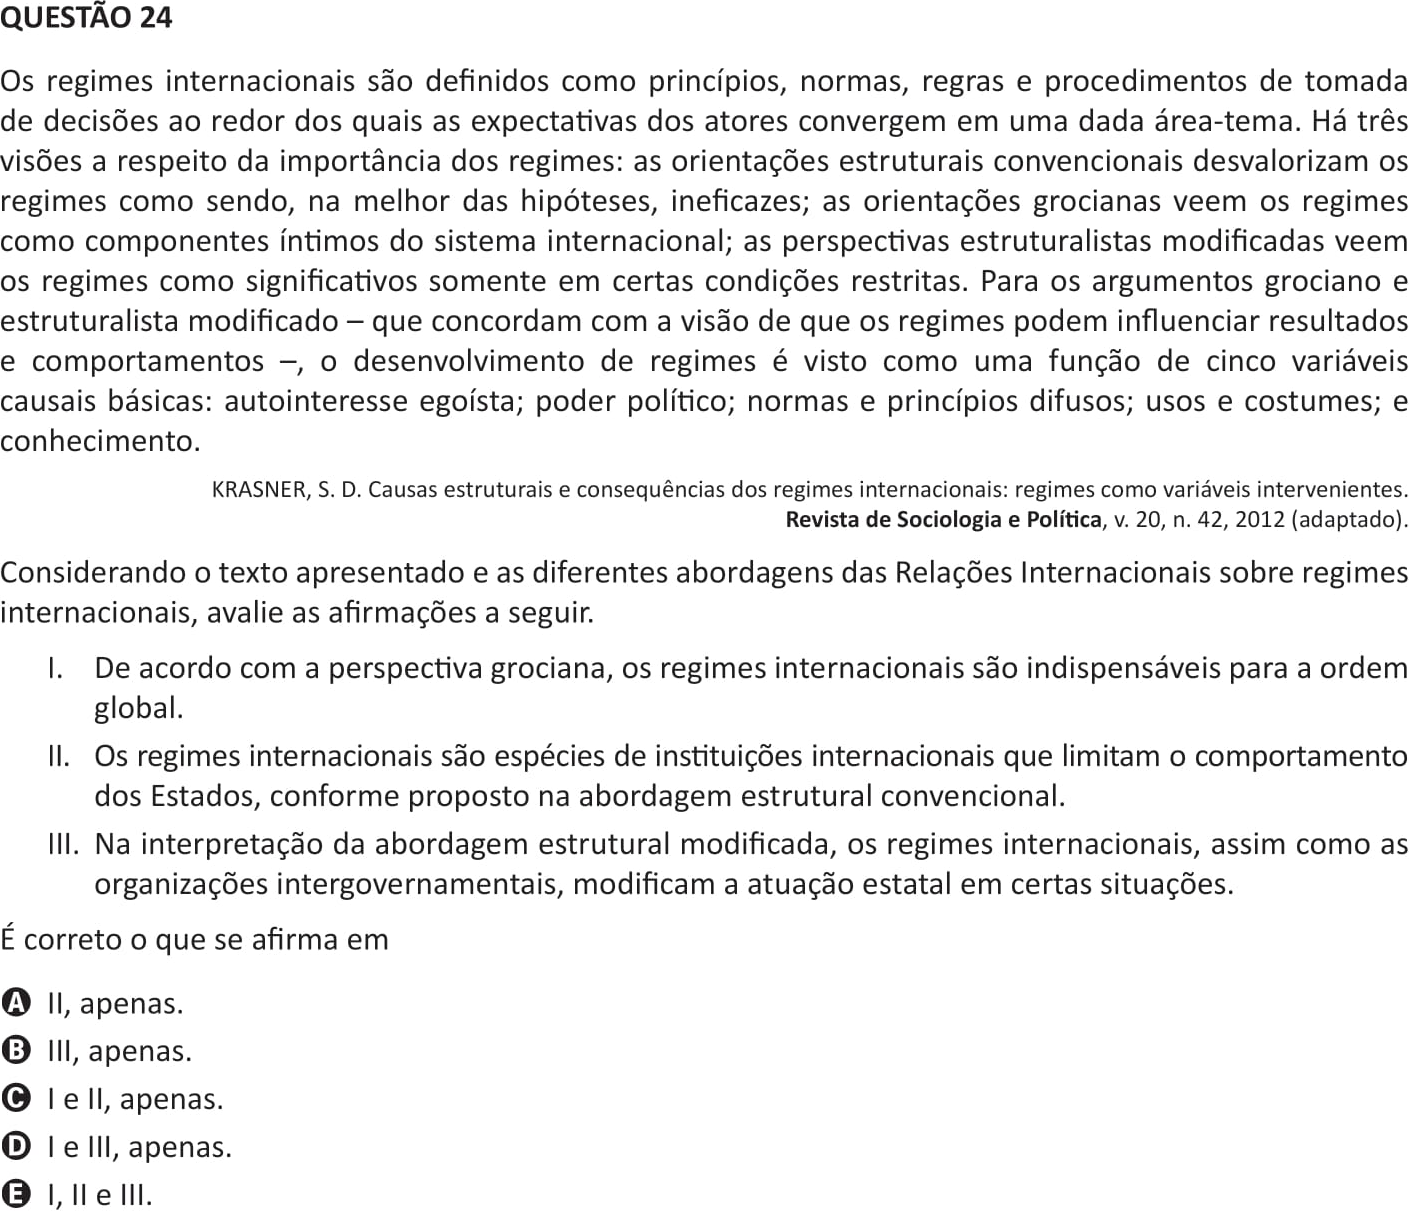 QUESTÃO 24
Os regimes internacionais são definidos como princípios, normas, regras e procedimentos de tomada
de decisões ao redor dos quais as expectativas dos atores convergem em uma dada área-tema. Há três
visões a respeito da importância dos regimes: as orientações estruturais convencionais desvalorizam os
regimes como sendo, na melhor das hipóteses, ineficazes; as orientações grocianas veem os regimes
como componentes íntimos do sistema internacional; as perspectivas estruturalistas modificadas veem
os regimes como significativos somente em certas condições restritas. Para os argumentos grociano e
estruturalista modificado – que concordam com a visão de que os regimes podem influenciar resultados
e comportamentos –, o desenvolvimento de regimes é visto como uma função de cinco variáveis
causais básicas: autointeresse egoísta; poder político; normas e princípios difusos; usos e costumes; e
conhecimento.
KRASNER, S. D. Causas estruturais e consequências dos regimes internacionais: regimes como variáveis intervenientes.
Revista de Sociologia e Política, v. 20, n. 42, 2012 (adaptado).
Considerando o texto apresentado e as diferentes abordagens das Relações Internacionais sobre regimes
internacionais, avalie as afirmações a seguir.
I. De acordo com a perspectiva grociana, os regimes internacionais são indispensáveis para a ordem
global.
II. Os regimes internacionais são espécies de instituições internacionais que limitam o comportamento
dos Estados, conforme proposto na abordagem estrutural convencional.
III. Na interpretação da abordagem estrutural modificada, os regimes internacionais, assim como as
organizações intergovernamentais, modificam a atuação estatal em certas situações.
É correto o que se afirma em
A II, apenas.
B III, apenas.
C I e II, apenas.
D I e III, apenas.
E I, II e III.